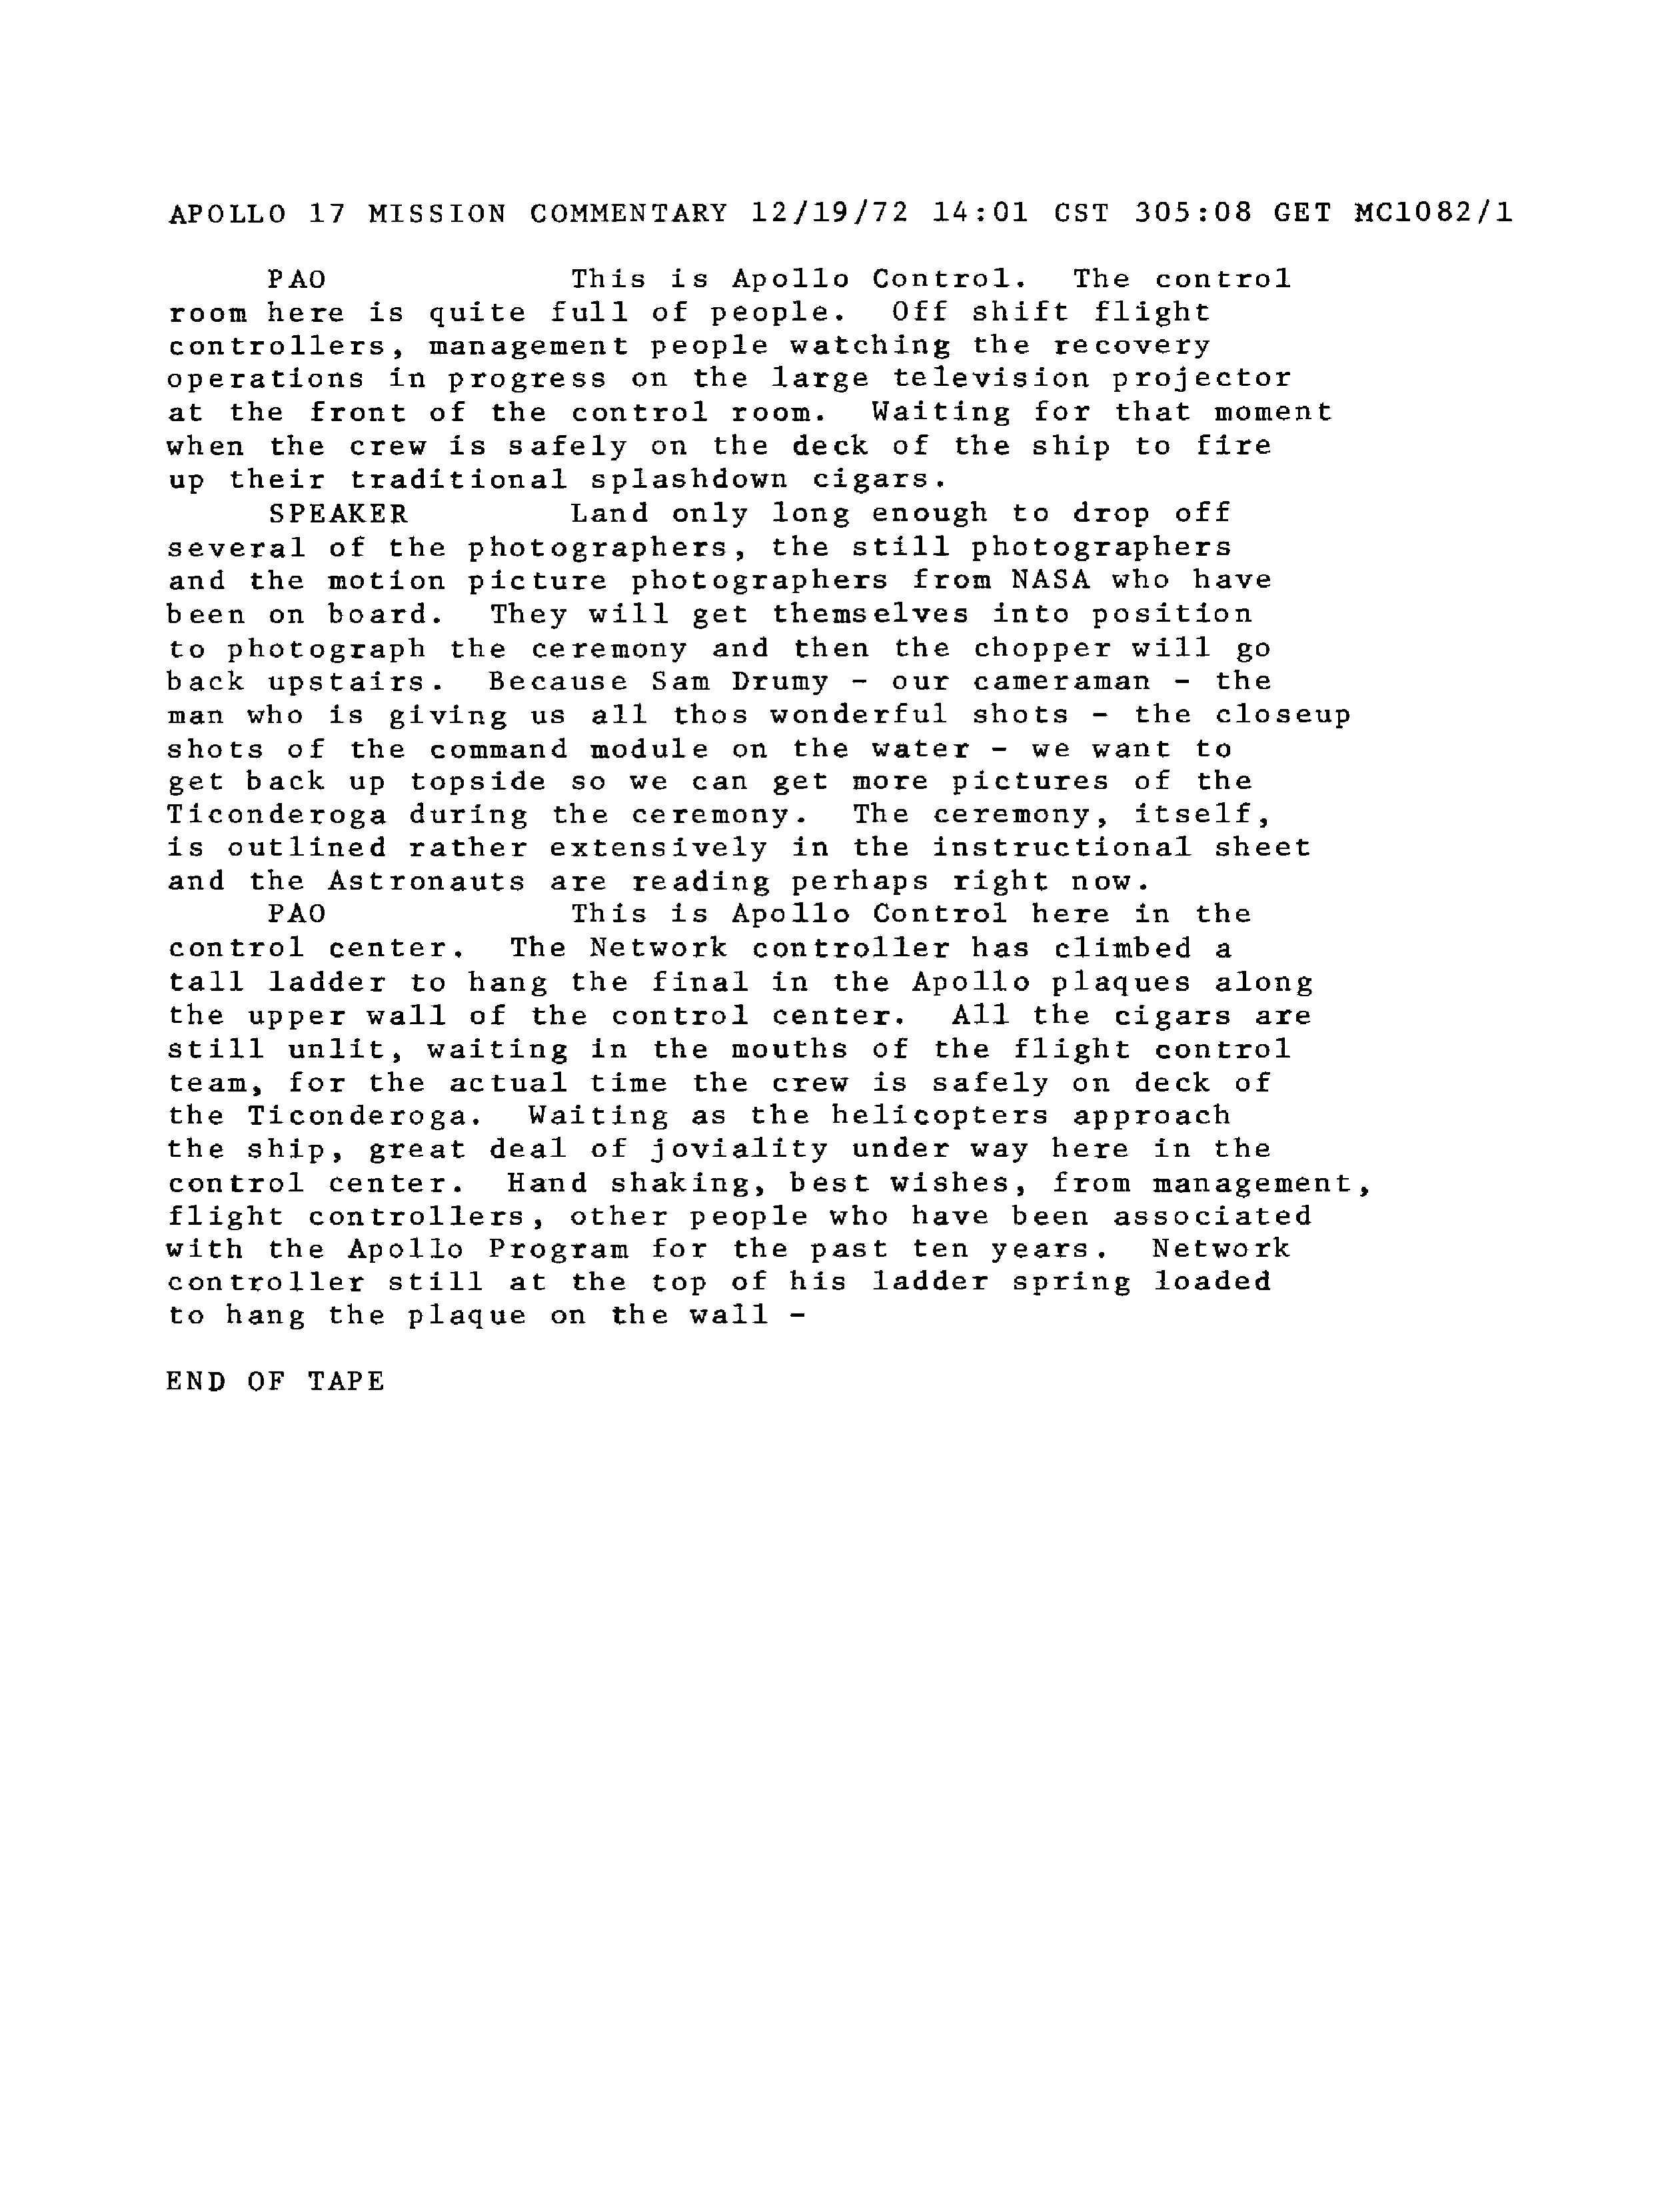 APOLLO 17 MISSION COMMENTARY 12/19/72 14:01 CST 305:08 GET MC1082/1
PAO This is Apollo Control. The control
room here is quite full of people. Off shift flight
controllers, management people watching the recovery
operations in progress on the large television projector
at the front of the control room. Waiting for that moment
when the crew is safely on the deck of the ship to fire
up their traditional splashdown cigars.
SPEAKER Land only long enough to drop off
several of the photographers, the still photographers
and the motion picture photographers from NASA who have
been on board. They will get themselves into position
to photograph the ceremony and then the chopper will go
back upstairs. Because Sam Drumy - our cameraman - the
man who is giving us all thos wonderful shots - the closeup
shots of the command module on the water - we want to
get back up topside so we can get more pictures of the
Ticonderoga during the ceremony. The ceremony, itself,
is outlined rather extensively in the instructional sheet
and the Astronauts are reading perhaps right now.
PAO This is Apollo Control here in the
control center. The Network controller has climbed a
tall ladder to hang the final in the Apollo plaques along
the upper wall of the control center. All the cigars are
still unlit, waiting in the mouths of the flight control
team, for the actual time the crew is safely on deck of
the Ticonderoga. Waiting as the helicopters approach
the ship, great deal of joviality under way here in the
control center. Hand shaking, best wishes, from management,
flight controllers, other people who have been associated
with the Apollo Program for the past ten years. Network
controller still at the top of his ladder spring loaded
to hang the plaque on the wall -
END OF TAPE